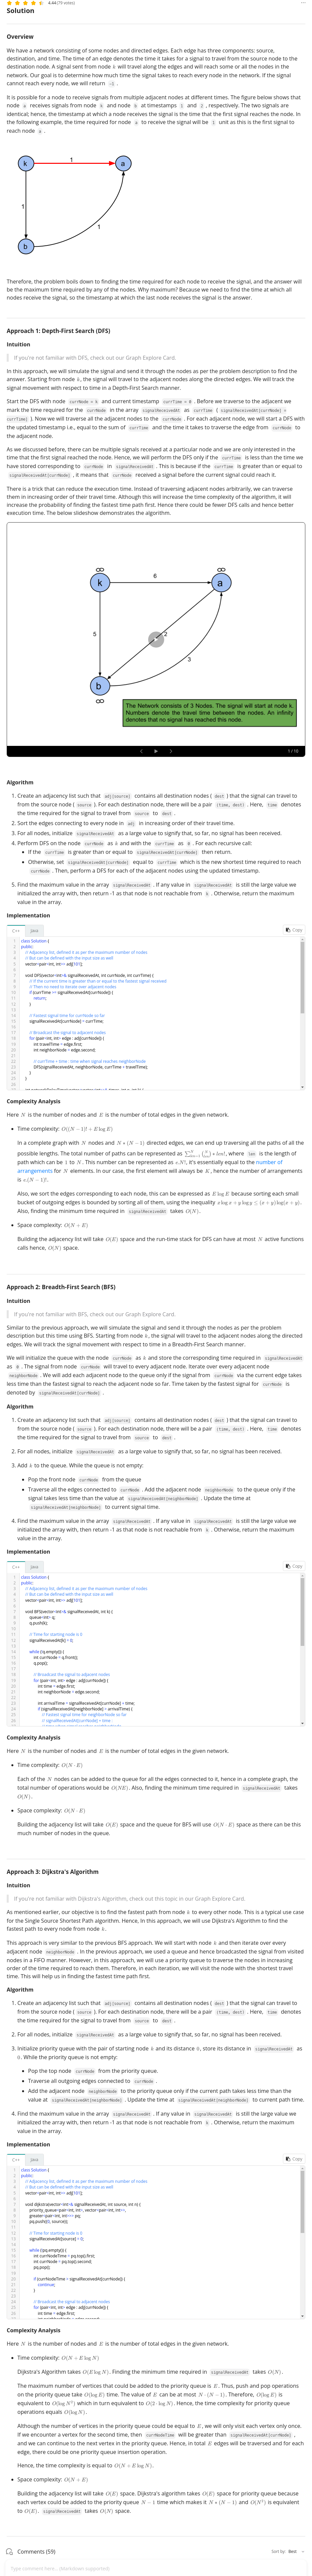 4.44 (79 votes)
Solution
Overview
We have a network consisting of some nodes and directed edges. Each edge has three components: source,
destination, and time. The time of an edge denotes the time it takes for a signal to travel from the source node to the
destination node. A signal sent from node k will travel along the edges and will reach some or all the nodes in the
network. Our goal is to determine how much time the signal takes to reach every node in the network. If the signal
cannot reach every node, we will return -1 .
It is possible for a node to receive signals from multiple adjacent nodes at different times. The figure below shows that
node a receives signals from node k and node b at timestamps 1 and 2 , respectively. The two signals are
identical; hence, the timestamp at which a node receives the signal is the time that the first signal reaches the node. In
the following example, the time required for node a to receive the signal will be 1 unit as this is the first signal to
reach node a .
k
1
a
1
1
b
Therefore, the problem boils down to finding the time required for each node to receive the signal, and the answer will
be the maximum time required by any of the nodes. Why maximum? Because we need to find the time at which all
nodes receive the signal, so the timestamp at which the last node receives the signal is the answer.
Approach 1: Depth-First Search (DFS)
Intuition
If you're not familiar with DFS, check out our Graph Explore Card.
In this approach, we will simulate the signal and send it through the nodes as per the problem description to find the
answer. Starting from node k, the signal will travel to the adjacent nodes along the directed edges. We will track the
signal movement with respect to time in a Depth-First Search manner.
Start the DFS with node currNode = k and current timestamp currTime = 0 . Before we traverse to the adjacent we
mark the time required for the currNode in the array signalReceivedAt as currTime ( signalReceivedAt[currNode] =
currTime) ). Now we will traverse to all the adjacent nodes to the currNode . For each adjacent node, we will start a DFS with
the updated timestamp i.e., equal to the sum of currTime and the time it takes to travel the edge from currNode to
the adjacent node.
As we discussed before, there can be multiple signals received at a particular node and we are only interested in the
time that the first signal reached the node. Hence, we will only perform the DFS only if the currTime is less than the time we
have stored corresponding to currNode in signalReceivedAt . This is because if the currTime is greater than or equal to
signalReceivedAt[currNode] , it means that currNode received a signal before the current signal could reach it.
There is a trick that can reduce the execution time. Instead of traversing adjacent nodes arbitrarily, we can traverse
them in increasing order of their travel time. Although this will increase the time complexity of the algorithm, it will
increase the probability of finding the fastest time path first. Hence there could be fewer DFS calls and hence better
execution time. The below slideshow demonstrates the algorithm.
∞
k
6
∞
a
5
2
3
b
∞
The Network consists of 3 Nodes. The signal will start at node k.
Numbers denote the travel time between the nodes. An infinity
denotes that no signal has reached this node.
1 / 10
Algorithm
1. Create an adjacency list such that adj[source] contains all destination nodes ( dest ) that the signal can travel to
from the source node ( source ). For each destination node, there will be a pair (time, dest) . Here, time denotes
the time required for the signal to travel from source to dest .
2. Sort the edges connecting to every node in adj in increasing order of their travel time.
3. For all nodes, initialize signalReceivedAt as a large value to signify that, so far, no signal has been received.
4. Perform DFS on the node currNode as k and with the currTime as 0 . For each recursive call:
If the currTime is greater than or equal to signalReceivedAt[currNode] then return.
Otherwise, set signalReceivedAt[currNode] equal to currTime which is the shortest time required to reach
currNode . Then, perform a DFS for each of the adjacent nodes using the updated timestamp.
5. Find the maximum value in the array signalReceivedAt . If any value in signalReceivedAt is still the large value we
initialized the array with, then return -1 as that node is not reachable from k . Otherwise, return the maximum
value in the array.
Implementation
C++ Java Copy
1 class Solution {
2 public:
3 // Adjacency list, defined it as per the maximum number of nodes
4 // But can be defined with the input size as well
5 vector<pair<int, int>> adj[101];
6
7 void DFS(vector<int>& signalReceivedAt, int currNode, int currTime) {
8 // If the current time is greater than or equal to the fastest signal received
9 // Then no need to iterate over adjacent nodes
10 if (currTime >= signalReceivedAt[currNode]) {
11 return;
12 }
13
14 // Fastest signal time for currNode so far
15 signalReceivedAt[currNode] = currTime;
16
17 // Broadcast the signal to adjacent nodes
18 for (pair<int, int> edge : adj[currNode]) {
19 int travelTime = edge.first;
20 int neighborNode = edge.second;
21
22 // currTime + time : time when signal reaches neighborNode
23 DFS(signalReceivedAt, neighborNode, currTime + travelTime);
24 }
25 }
26
Complexity Analysis
Here N is the number of nodes and E is the number of total edges in the given network.
Time complexity: O((N − 1)! + E log E)
In a complete graph with N nodes and N ∗ (N − 1) directed edges, we can end up traversing all the paths of all the
possible lengths. The total number of paths can be represented as , where len is the length of
path which can be 1 to N. This number can be represented as e.N!, it's essentially equal to the number of
arrangements for N elements. In our case, the first element will always be K, hence the number of arrangements
is e.(N − 1)!.
Also, we sort the edges corresponding to each node, this can be expressed as E log E because sorting each small
bucket of outgoing edges is bounded by sorting all of them, using the inequality x log x + y log y ≤ (x + y) log(x + y).
Also, finding the minimum time required in signalReceivedAt takes O(N).
Space complexity: O(N + E)
Building the adjacency list will take O(E) space and the run-time stack for DFS can have at most N active functions
calls hence, O(N) space.
Approach 2: Breadth-First Search (BFS)
Intuition
If you're not familiar with BFS, check out our Graph Explore Card.
Similar to the previous approach, we will simulate the signal and send it through the nodes as per the problem
description but this time using BFS. Starting from node k, the signal will travel to the adjacent nodes along the directed
edges. We will track the signal movement with respect to time in a Breadth-First Search manner.
We will initialize the queue with the node currNode as k and store the corresponding time required in signalReceivedAt
as 0 . The signal from node currNode will travel to every adjacent node. Iterate over every adjacent node
neighborNode . We will add each adjacent node to the queue only if the signal from currNode via the current edge takes
less time than the fastest signal to reach the adjacent node so far. Time taken by the fastest signal for currNode is
denoted by signalReceivedAt[currNode] .
Algorithm
1. Create an adjacency list such that adj[source] contains all destination nodes ( dest ) that the signal can travel to
from the source node ( source ). For each destination node, there will be a pair (time, dest) . Here, time denotes
the time required for the signal to travel from source to dest .
2. For all nodes, initialize signalReceivedAt as a large value to signify that, so far, no signal has been received.
3. Add k to the queue. While the queue is not empty:
Pop the front node currNode from the queue
Traverse all the edges connected to currNode . Add the adjacent node neighborNode to the queue only if the
signal takes less time than the value at signalReceivedAt[neighborNode] . Update the time at
signalReceivedAt[neighborNode] to current signal time.
4. Find the maximum value in the array signalReceivedAt . If any value in signalReceivedAt is still the large value we
initialized the array with, then return -1 as that node is not reachable from k . Otherwise, return the maximum
value in the array.
Implementation
C++ Java Copy
1 class Solution {
2 public:
3 // Adjacency list, defined it as per the maximum number of nodes
4 // But can be defined with the input size as well
5 vector<pair<int, int>> adj[101];
6
7 void BFS(vector<int>& signalReceivedAt, int k) {
8 queue<int> q;
9 q.push(k);
10
11 // Time for starting node is 0
12 signalReceivedAt[k] = 0;
13
14 while (!q.empty()) {
15 int currNode = q.front();
16 q.pop();
17
18 // Broadcast the signal to adjacent nodes
19 for (pair<int, int> edge : adj[currNode]) {
20 int time = edge.first;
21 int neighborNode = edge.second;
22
23 int arrivalTime = signalReceivedAt[currNode] + time;
24 if (signalReceivedAt[neighborNode] > arrivalTime) {
25 // Fastest signal time for neighborNode so far
26 // signalReceivedAt[currNode] + time :
Complexity Analysis
Here N is the number of nodes and E is the number of total edges in the given network.
Time complexity: O(N · E)
Each of the N nodes can be added to the queue for all the edges connected to it, hence in a complete graph, the
total number of operations would be O(NE). Also, finding the minimum time required in signalReceivedAt takes
O(N).
Space complexity: O(N · E)
Building the adjacency list will take O(E) space and the queue for BFS will use O(N · E) space as there can be this
much number of nodes in the queue.
Approach 3: Dijkstra's Algorithm
Intuition
If you're not familiar with Dijkstra's Algorithm, check out this topic in our Graph Explore Card.
As mentioned earlier, our objective is to find the fastest path from node k to every other node. This is a typical use case
for the Single Source Shortest Path algorithm. Hence, In this approach, we will use Dijkstra's Algorithm to find the
fastest path to every node from node k.
This approach is very similar to the previous BFS approach. We will start with node k and then iterate over every
adjacent node neighborNode . In the previous approach, we used a queue and hence broadcasted the signal from visited
nodes in a FIFO manner. However, in this approach, we will use a priority queue to traverse the nodes in increasing
order of the time required to reach them. Therefore, in each iteration, we will visit the node with the shortest travel
time. This will help us in finding the fastest time path first.
Algorithm
1. Create an adjacency list such that adj[source] contains all destination nodes ( dest ) that the signal can travel to
from the source node ( source ). For each destination node, there will be a pair (time, dest) . Here, time denotes
the time required for the signal to travel from source to dest .
2. For all nodes, initialize signalReceivedAt as a large value to signify that, so far, no signal has been received.
3. Initialize priority queue with the pair of starting node k and its distance 0, store its distance in signalReceivedAt as
0. While the priority queue is not empty:
Pop the top node currNode from the priority queue.
Traverse all outgoing edges connected to currNode .
Add the adjacent node neighborNode to the priority queue only if the current path takes less time than the
value at signalReceivedAt[neighborNode] . Update the time at signalReceivedAt[neighborNode] to current path time.
4. Find the maximum value in the array signalReceivedAt . If any value in signalReceivedAt is still the large value we
initialized the array with, then return -1 as that node is not reachable from k . Otherwise, return the maximum
value in the array.
Implementation
C++ Java Copy
1 class Solution {
2 public:
3 // Adjacency list, defined it as per the maximum number of nodes
4 // But can be defined with the input size as well
5 vector<pair<int, int>> adj[101];
6
7 void dijkstra(vector<int>& signalReceivedAt, int source, int n) {
8 priority_queue<pair<int, int>, vector<pair<int, int>>,
9 greater<pair<int, int>>> pq;
10 pq.push({0, source});
11
12 // Time for starting node is 0
13 signalReceivedAt[source] = 0;
14
15 while (!pq.empty()) {
16 int currNodeTime = pq.top().first;
17 int currNode = pq.top().second;
18 pq.pop();
19
20 if (currNodeTime > signalReceivedAt[currNode]) {
21 continue;
22 }
23
24 // Broadcast the signal to adjacent nodes
25 for (pair<int, int> edge : adj[currNode]) {
26 int time = edge.first;
Complexity Analysis
Here N is the number of nodes and E is the number of total edges in the given network.
Time complexity: O(N + E log N)
Dijkstra's Algorithm takes O(E log N). Finding the minimum time required in signalReceivedAt takes O(N).
The maximum number of vertices that could be added to the priority queue is E. Thus, push and pop operations
on the priority queue take O(log E) time. The value of E can be at most N · (N − 1). Therefore, O(log E) is
equivalent to O(log N²) which in turn equivalent to O(2 · log N). Hence, the time complexity for priority queue
operations equals O(log N).
Although the number of vertices in the priority queue could be equal to E, we will only visit each vertex only once.
If we encounter a vertex for the second time, then currNodeTime will be greater than signalReceivedAt[currNode] ,
and we can continue to the next vertex in the priority queue. Hence, in total E edges will be traversed and for each
edge, there could be one priority queue insertion operation.
Hence, the time complexity is equal to O(N + E log N).
Space complexity: O(N + E)
Building the adjacency list will take O(E) space. Dijkstra's algorithm takes O(E) space for priority queue because
each vertex could be added to the priority queue N − 1 time which makes it N ∗ (N − 1) and O(N²) is equivalent
to O(E). signalReceivedAt takes O(N) space.
Comments (59)
Sort by: Best
Type comment here... (Markdown supported)